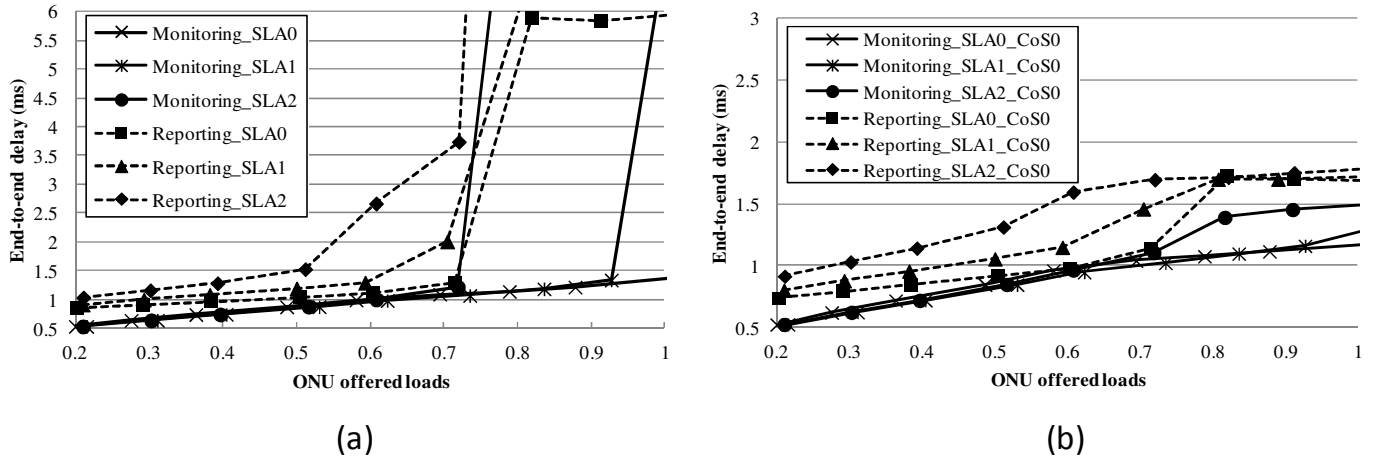 6
5.5
5
4.5
4
3.5
3
2.5
2
1.5
1
0.5
End-to-end delay (ms)
Monitoring_SLA0
Monitoring_SLA1
Monitoring_SLA2
Reporting_SLA0
Reporting_SLA1
Reporting_SLA2
0.2 0.3 0.4 0.5 0.6 0.7 0.8 0.9 1
ONU offered loads
(a)
3
2.5
2
1.5
1
0.5
End-to-end delay (ms)
Monitoring_SLA0_CoS0
Monitoring_SLA1_CoS0
Monitoring_SLA2_CoS0
Reporting_SLA0_CoS0
Reporting_SLA1_CoS0
Reporting_SLA2_CoS0
0.2 0.3 0.4 0.5 0.6 0.7 0.8 0.9 1
ONU offered loads
(b)